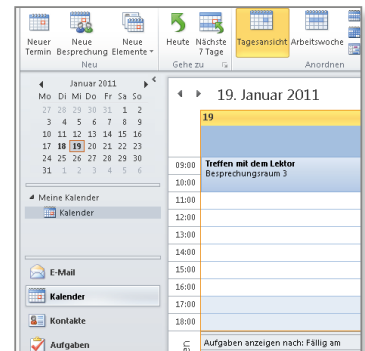 Neuer Termin
Neue Besprechung
Neue Elemente
Neu
Heute
Nächste 7 Tage
Gehe zu
Tagesansicht
Arbeitswoche
Anordnen
Januar 2011
Mo Di Mi Do Fr Sa So
27 28 29 30 31 1 2
3 4 5 6 7 8 9
10 11 12 13 14 15 16
17 18 19 20 21 22 23
24 25 26 27 28 29 30
31 1 2 3 4 5 6
Meine Kalender
Kalender
E-Mail
Kalender
Kontakte
Aufgaben
19. Januar 2011
19
09:00 Treffen mit dem Lektor
Besprechungsraum 3
10:00
11:00
12:00
13:00
14:00
15:00
16:00
17:00
18:00
Aufgaben anzeigen nach: Fällig am